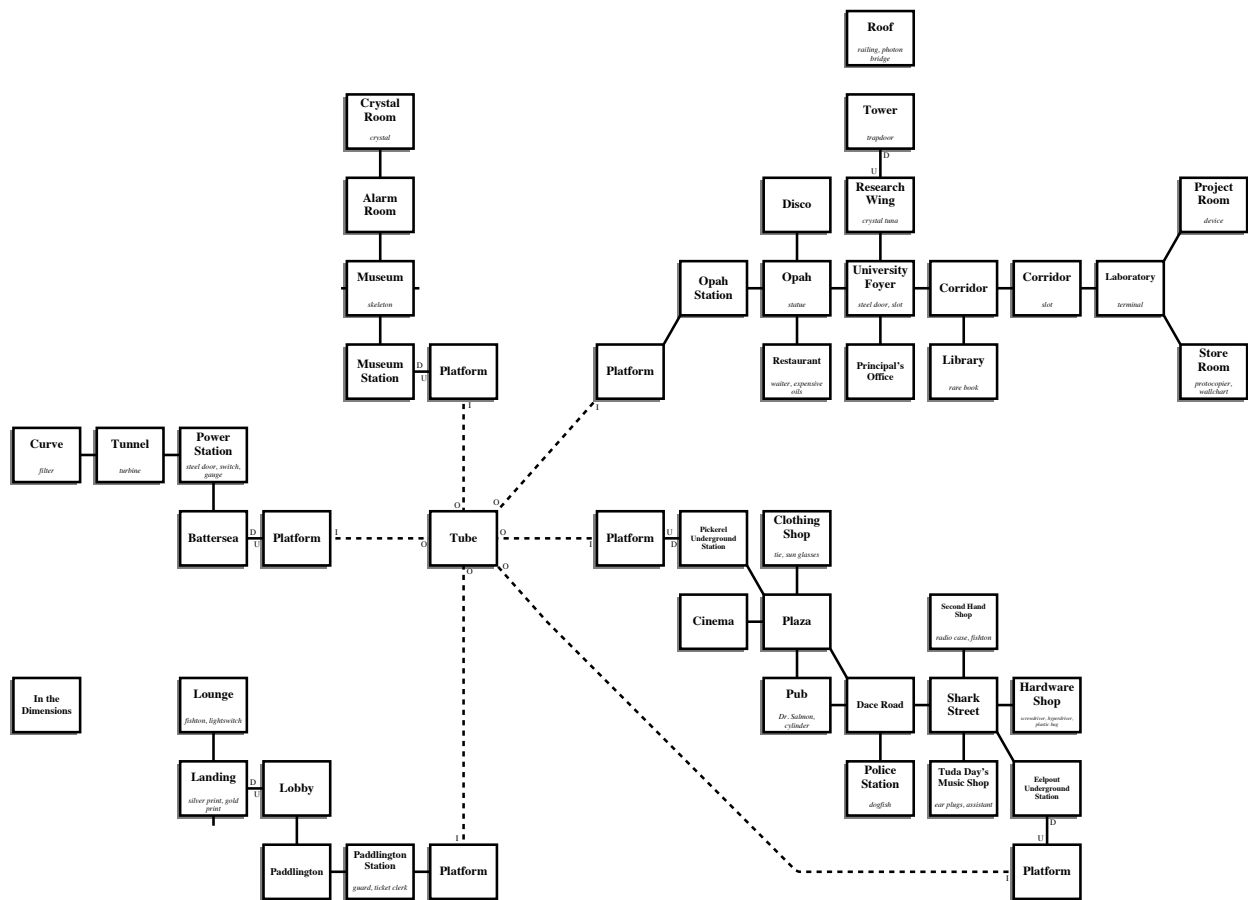 Roof
railing, photon
bridge
Crystal
Room
crystal
Tower
trapdoor
D
U
Alarm
Room
Disco
Research
Wing
crystal tuna
Project
Room
device
Museum
skeleton
Opah
Station
Opah
statue
University
Foyer
steel door, slot
Corridor
Corridor
slot
Laboratory
terminal
Museum
Station
D
U
Platform
I
Platform
I
Restaurant
waiter, expensive
oils
Principal's
Office
Library
rare book
Store
Room
protocopier,
wallchart
Curve
filter
Tunnel
turbine
Power
Station
steel door, switch,
gauge
Battersea
D
U
Platform
I
O
O
O
Tube
O
O
O
I
Platform
U
D
Pickerel
Underground
Station
Clothing
Shop
tie, sun glasses
Cinema
Plaza
Second Hand
Shop
radio case, fishton
In the
Dimensions
Lounge
fishton, lightswitch
Pub
Dr. Salmon,
cylinder
Dace Road
Shark
Street
Hardware
Shop
screwdriver, hyperdriver,
plastic bag
Landing
silver print, gold
print
D
U
Lobby
Police
Station
dogfish
Tuda Day's
Music Shop
ear plugs, assistant
Eelpout
Underground
Station
D
U
Paddlington
Paddlington
Station
guard, ticket clerk
I
Platform
I
Platform